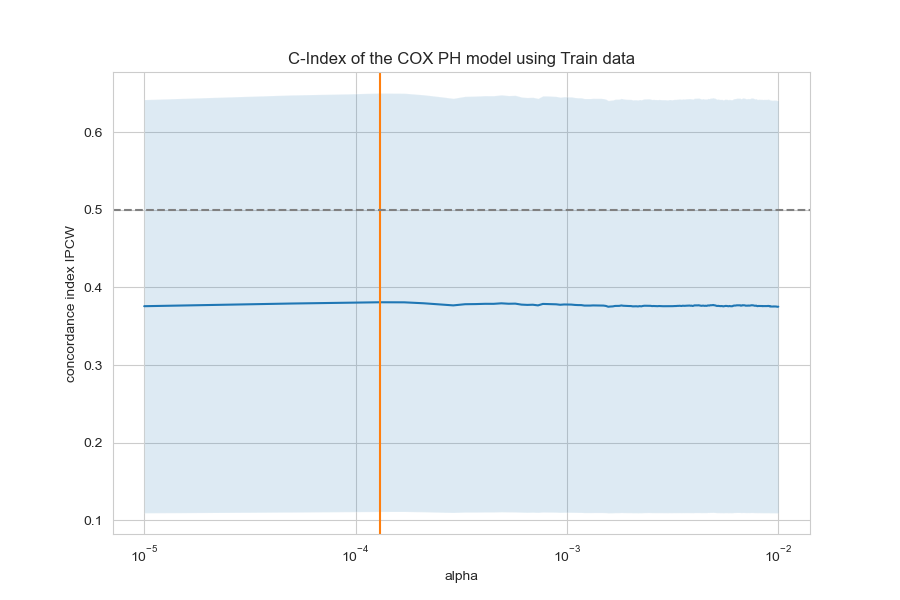 C-Index of the COX PH model using Train data
concordance index IPCW
0.6
0.5
0.4
0.3
0.2
0.1
10⁻⁵ 10⁻⁴ 10⁻³ 10⁻²
alpha